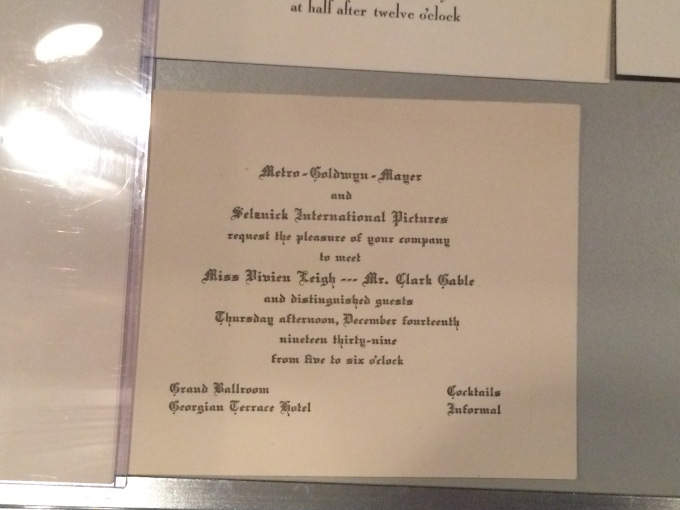 at half after twelve o'clock
Metro-Goldwyn-Mayer
and
Selznick International Pictures
request the pleasure of your company
to meet
Miss Vivien Leigh --- Mr. Clark Gable
and distinguished guests
Thursday afternoon, December fourteenth
nineteen thirty-nine
from five to six o'clock
Grand Ballroom
Georgian Terrace Hotel
Cocktails
Informal